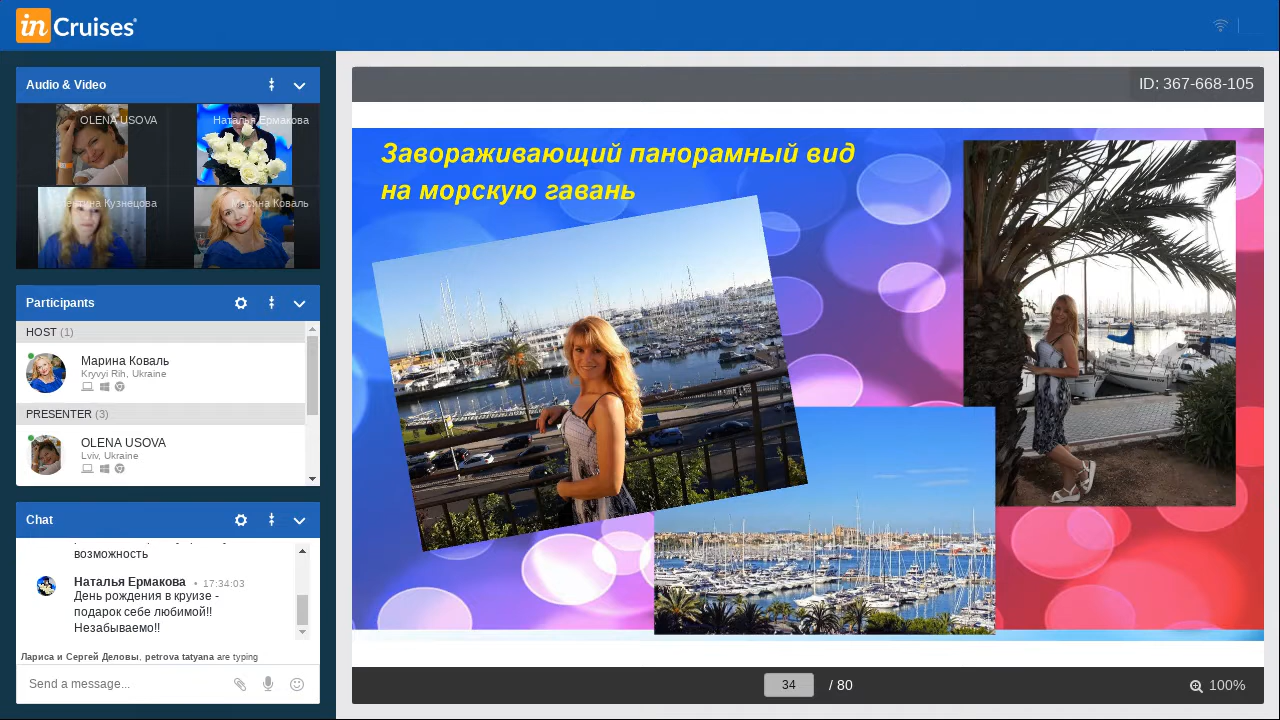 in Cruises
Audio & Video
OLENA USOVA
Наталья Ермакова
Кузнецова
Марина Коваль
Participants
HOST (1)
Марина Коваль
Kryvyi Rih, Ukraine
PRESENTER (3)
OLENA USOVA
Lviv, Ukraine
Chat
возможность
Наталья Ермакова • 17:34:03
День рождения в круизе -
подарок себе любимой!!
Незабываемо!!
Лариса и Сергей Деловы, petrova tatyana are typing
Send a message...
ID: 367-668-105
Завораживающий панорамный вид
на морскую гавань
34 / 80
100%